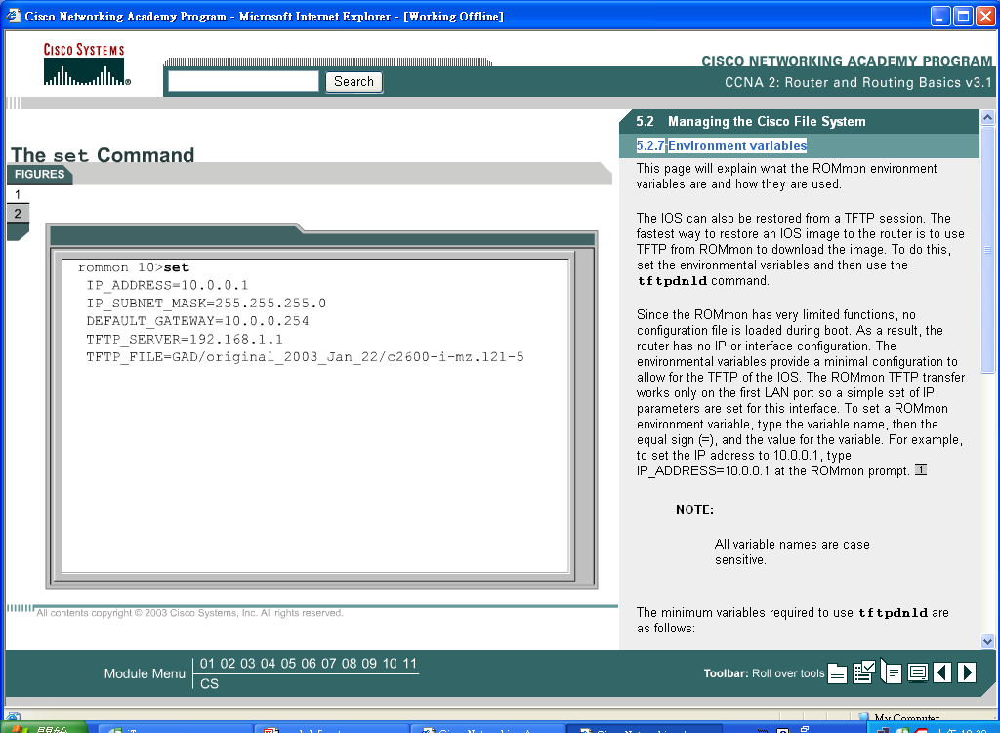 Cisco Networking Academy Program - Microsoft Internet Explorer - [Working Offline]
CISCO SYSTEMS
Search
CISCO NETWORKING ACADEMY PROGRAM
CCNA 2: Router and Routing Basics v3.1
The set Command
FIGURES
1
2
rommon 10>set
IP_ADDRESS=10.0.0.1
IP_SUBNET_MASK=255.255.255.0
DEFAULT_GATEWAY=10.0.0.254
TFTP_SERVER=192.168.1.1
TFTP_FILE=GAD/original_2003_Jan_22/c2600-i-mz.121-5
All contents copyright © 2003 Cisco Systems, Inc. All rights reserved.
5.2 Managing the Cisco File System
5.2.7 Environment variables
This page will explain what the ROMmon environment
variables are and how they are used.
The IOS can also be restored from a TFTP session. The
fastest way to restore an IOS image to the router is to use
TFTP from ROMmon to download the image. To do this,
set the environmental variables and then use the
tftpdnld command.
Since the ROMmon has very limited functions, no
configuration file is loaded during boot. As a result, the
router has no IP or interface configuration. The
environmental variables provide a minimal configuration to
allow for the TFTP of the IOS. The ROMmon TFTP transfer
works only on the first LAN port so a simple set of IP
parameters are set for this interface. To set a ROMmon
environment variable, type the variable name, then the
equal sign (=), and the value for the variable. For example,
to set the IP address to 10.0.0.1, type
IP_ADDRESS=10.0.0.1 at the ROMmon prompt. 1
NOTE:
All variable names are case
sensitive.
The minimum variables required to use tftpdnld are
as follows:
Module Menu
01 02 03 04 05 06 07 08 09 10 11
CS
Toolbar: Roll over tools
My Computer
開始